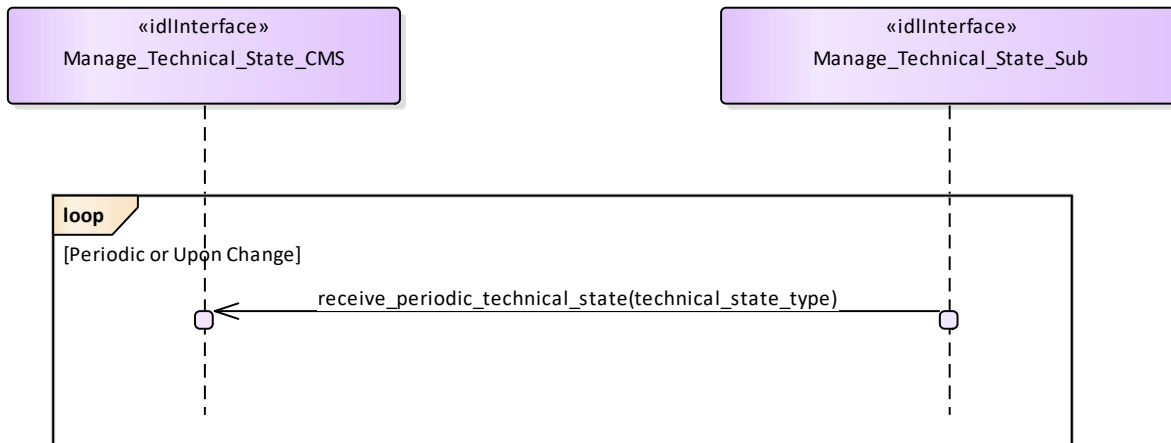 «idlInterface»
Manage_Technical_State_CMS
«idlInterface»
Manage_Technical_State_Sub
loop
[Periodic or Upon Change]
receive_periodic_technical_state(technical_state_type)